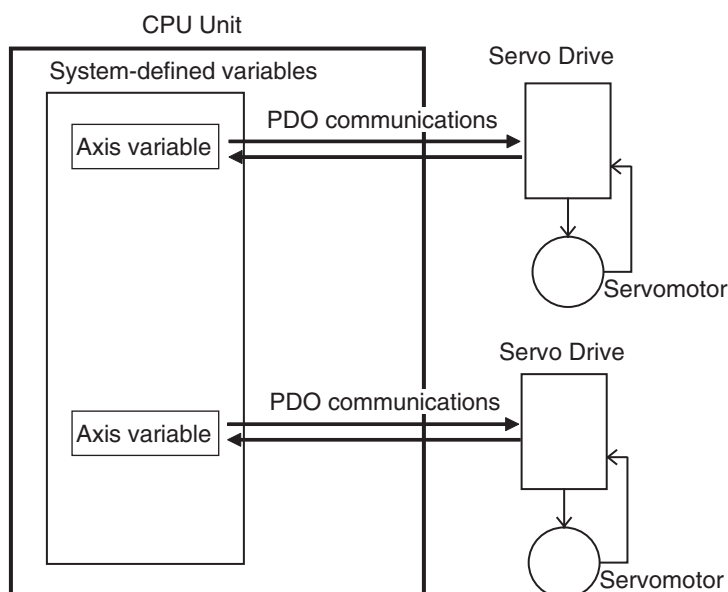 CPU Unit
System-defined variables
Servo Drive
PDO communications
Axis variable
Servomotor
Servo Drive
PDO communications
Axis variable
Servomotor